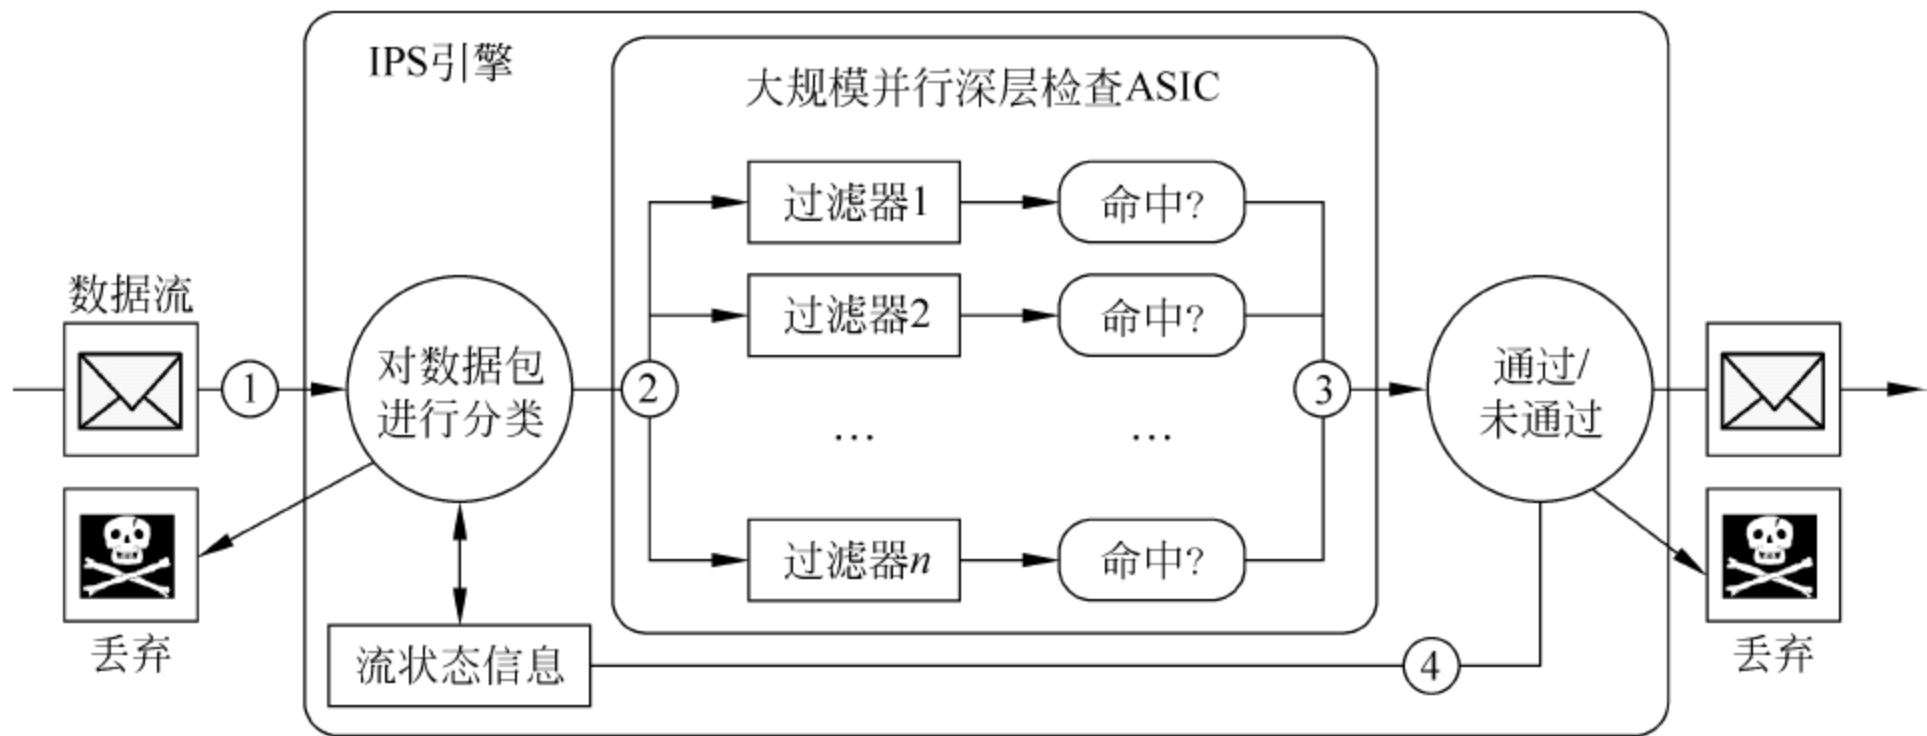 IPS引擎
大规模并行深层检查ASIC
过滤器1
命中?
数据流
过滤器2
命中?
1
对数据包
进行分类
2
…
…
3
通过/
未通过
过滤器n
命中?
丢弃
流状态信息
4
丢弃